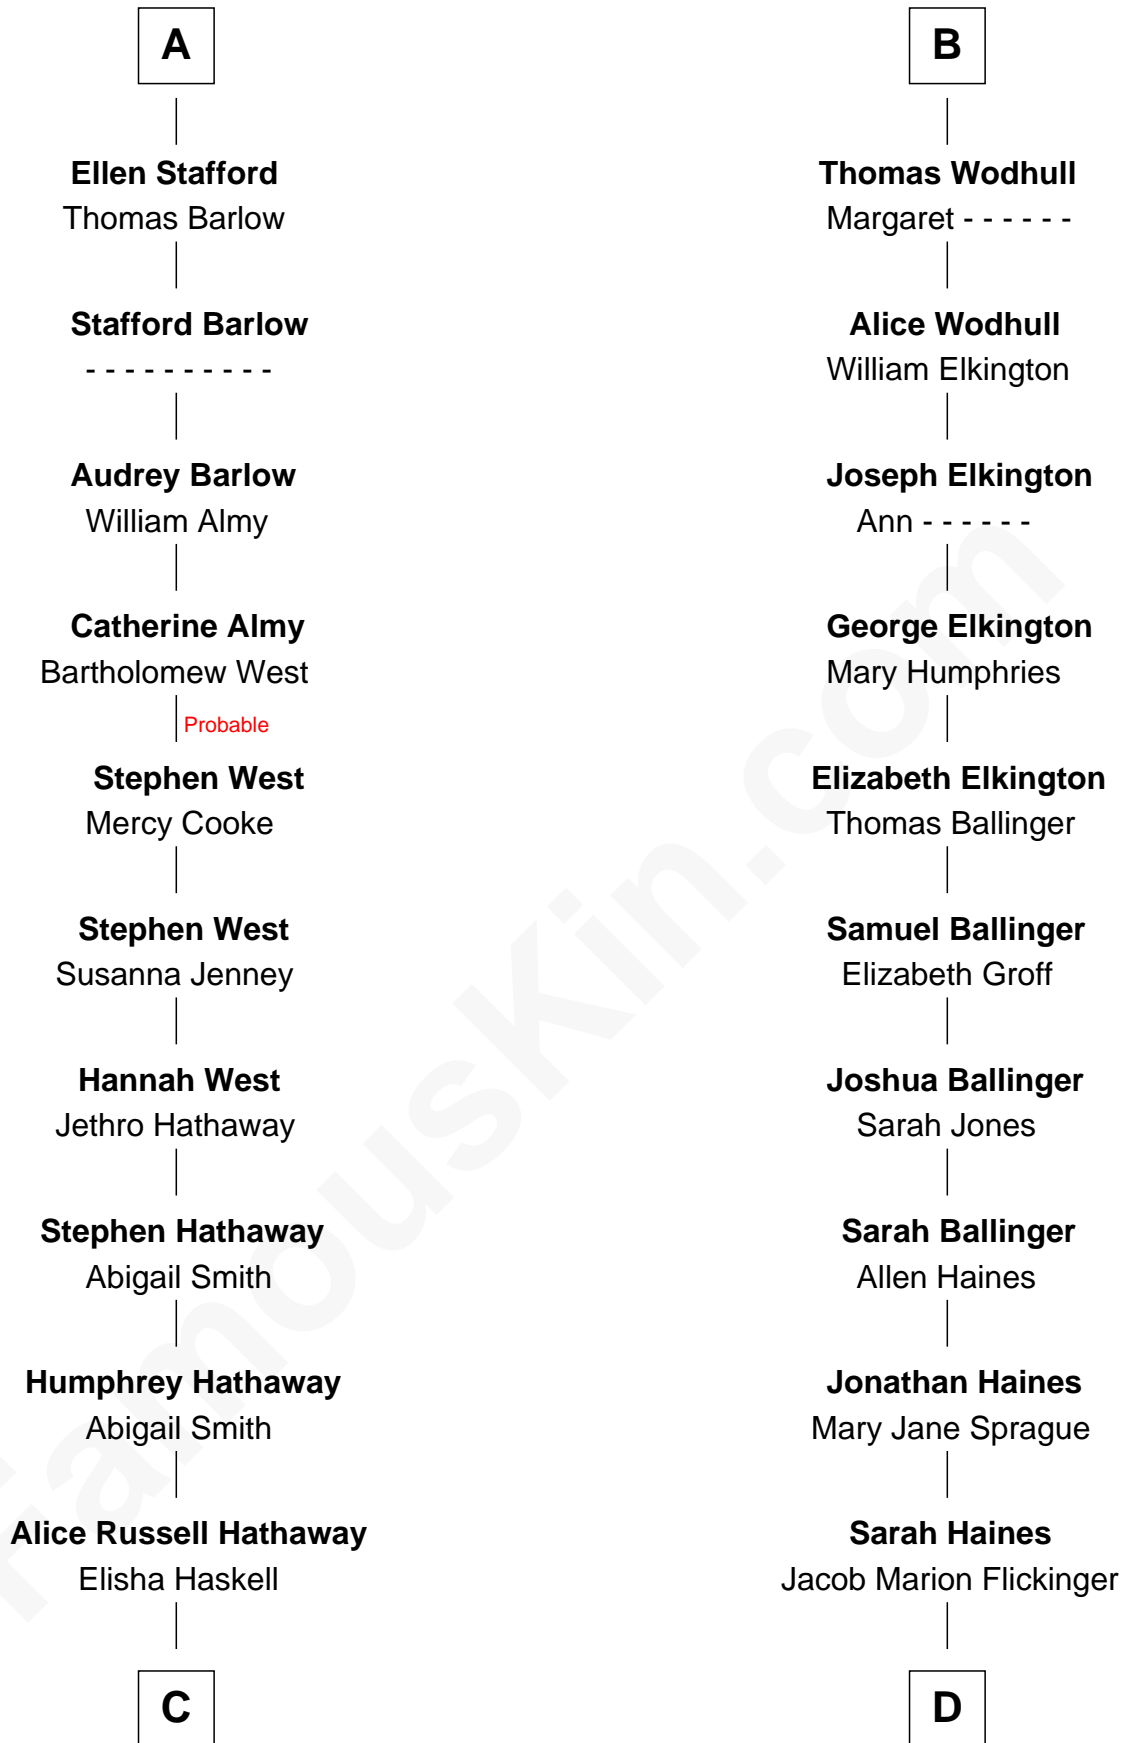 A
Ellen Stafford
Thomas Barlow
Stafford Barlow
- - - - - - - - - -
Audrey Barlow
William Almy
Catherine Almy
Bartholomew West
Probable
Stephen West
Mercy Cooke
Stephen West
Susanna Jenney
Hannah West
Jethro Hathaway
Stephen Hathaway
Abigail Smith
Humphrey Hathaway
Abigail Smith
Alice Russell Hathaway
Elisha Haskell
C
B
Thomas Wodhull
Margaret - - - - - -
Alice Wodhull
William Elkington
Joseph Elkington
Ann - - - - - -
George Elkington
Mary Humphries
Elizabeth Elkington
Thomas Ballinger
Samuel Ballinger
Elizabeth Groff
Joshua Ballinger
Sarah Jones
Sarah Ballinger
Allen Haines
Jonathan Haines
Mary Jane Sprague
Sarah Haines
Jacob Marion Flickinger
D
FamousKin.com